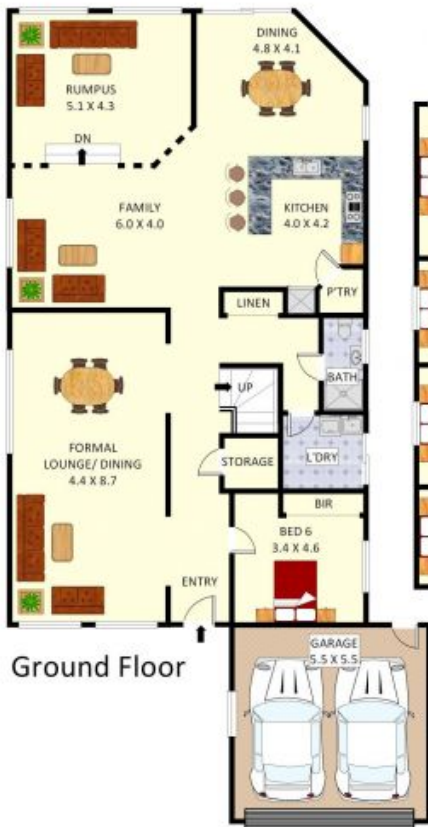 DINING
4.8 X 4.1
RUMPUS
5.1 X 4.3
DN
FAMILY
6.0 X 4.0
KITCHEN
4.0 X 4.2
P'TRY
LINEN
BATH
UP
FORMAL
LOUNGE/ DINING
4.4 X 8.7
STORAGE
L'DRY
BIR
BED 6
3.4 X 4.6
ENTRY
Ground Floor
GARAGE
5.5 X 5.5